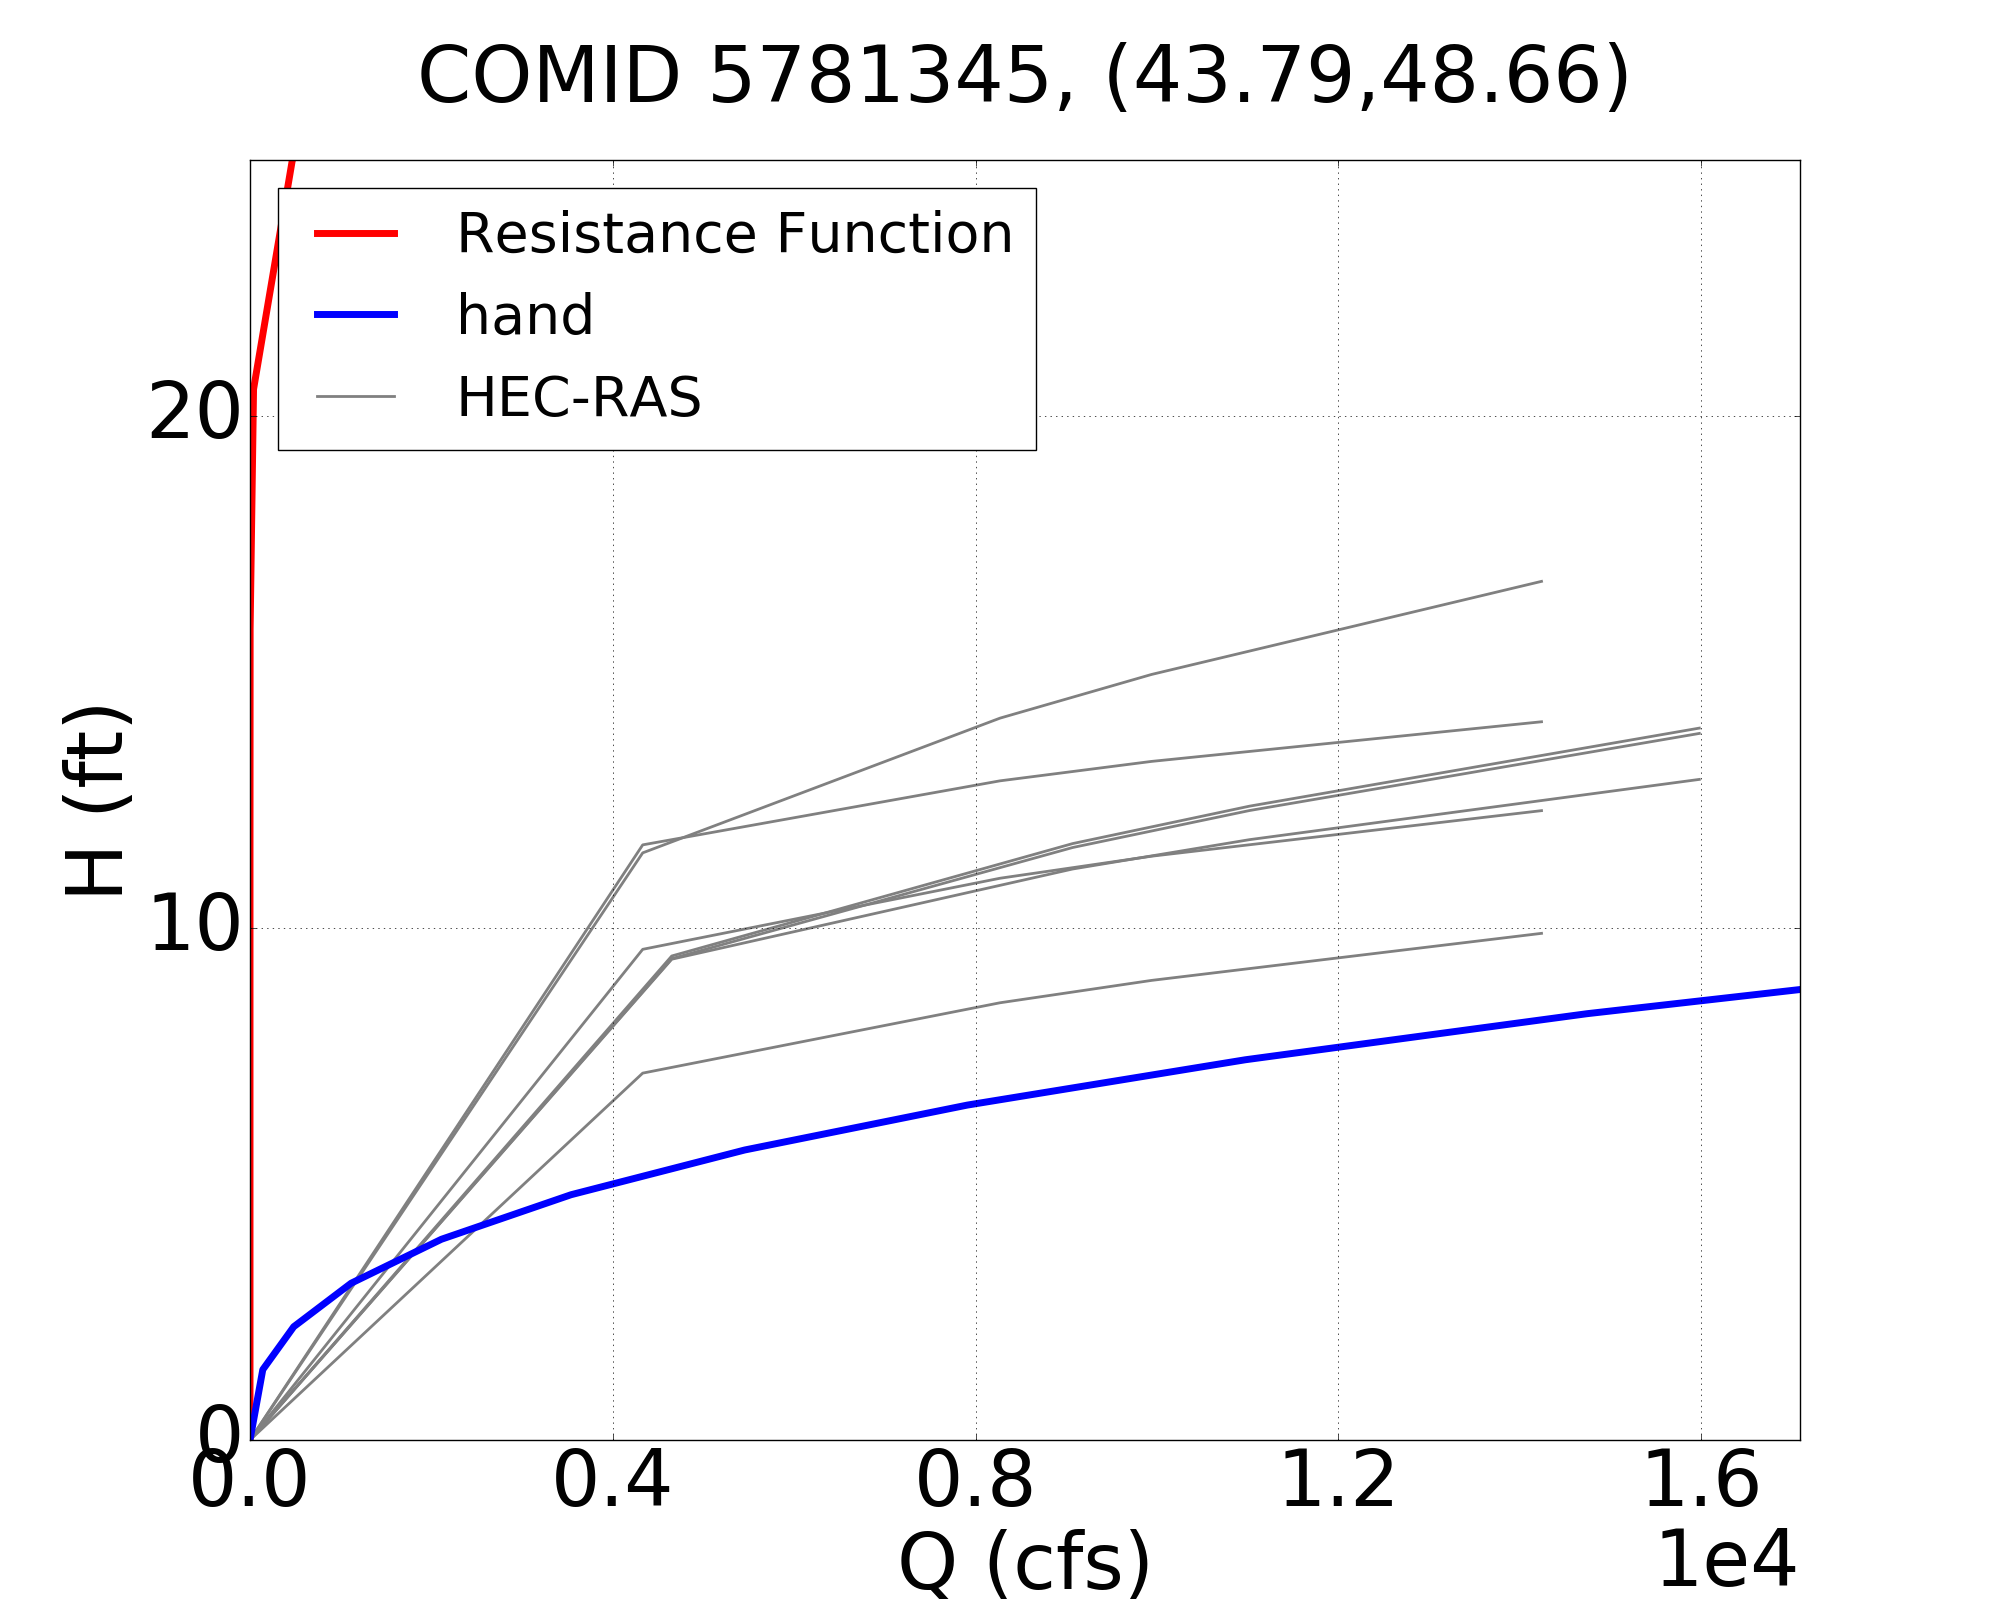 COMID 5781345, (43.79,48.66)
Resistance Function
hand
HEC-RAS
20
10
0
H (ft)
0.0 0.4 0.8 1.2 1.6
1e4
Q (cfs)